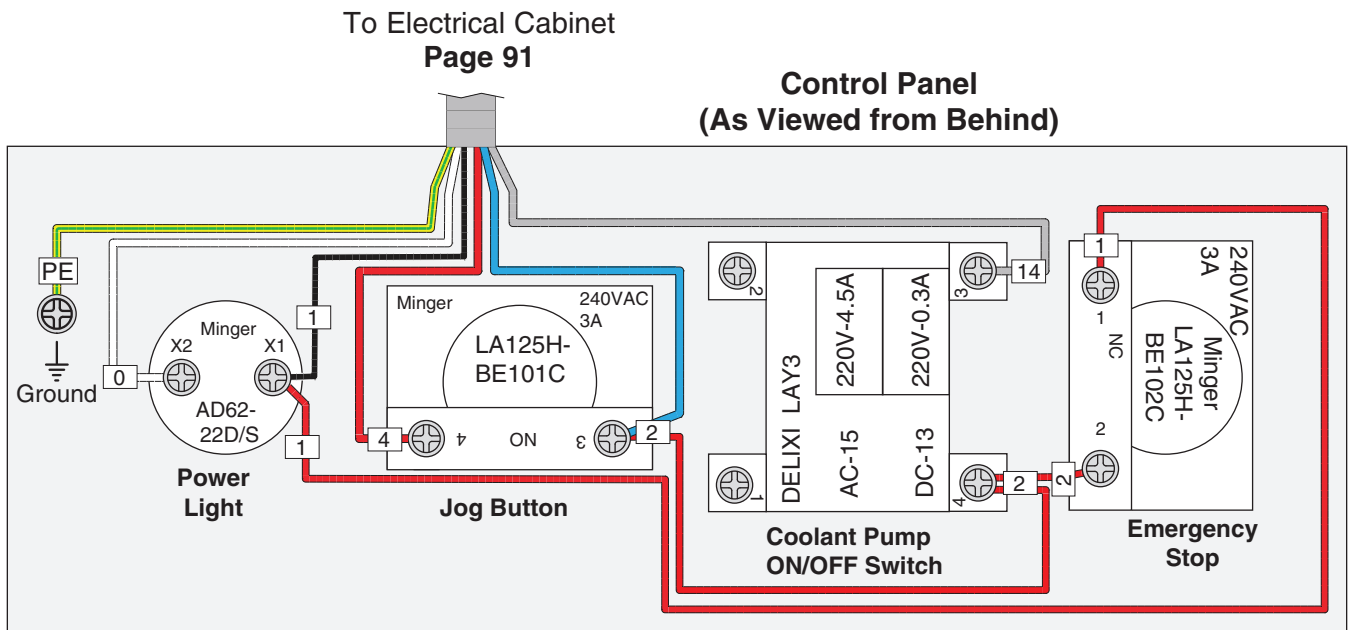 To Electrical Cabinet
Page 91
Control Panel
(As Viewed from Behind)
PE
Ground
0
Minger
X2
X1
AD62-
22D/S
1
1
Power
Light
Minger
240VAC
3A
LA125H-
BE101C
4
4
NO
3
2
Jog Button
2
3
14
1
4
2
DELIXI LAY3
220V-4.5A
220V-0.3A
AC-15
DC-13
Coolant Pump
ON/OFF Switch
1
1
NC
2
2
240VAC
3A
Minger
LA125H-
BE102C
Emergency
Stop